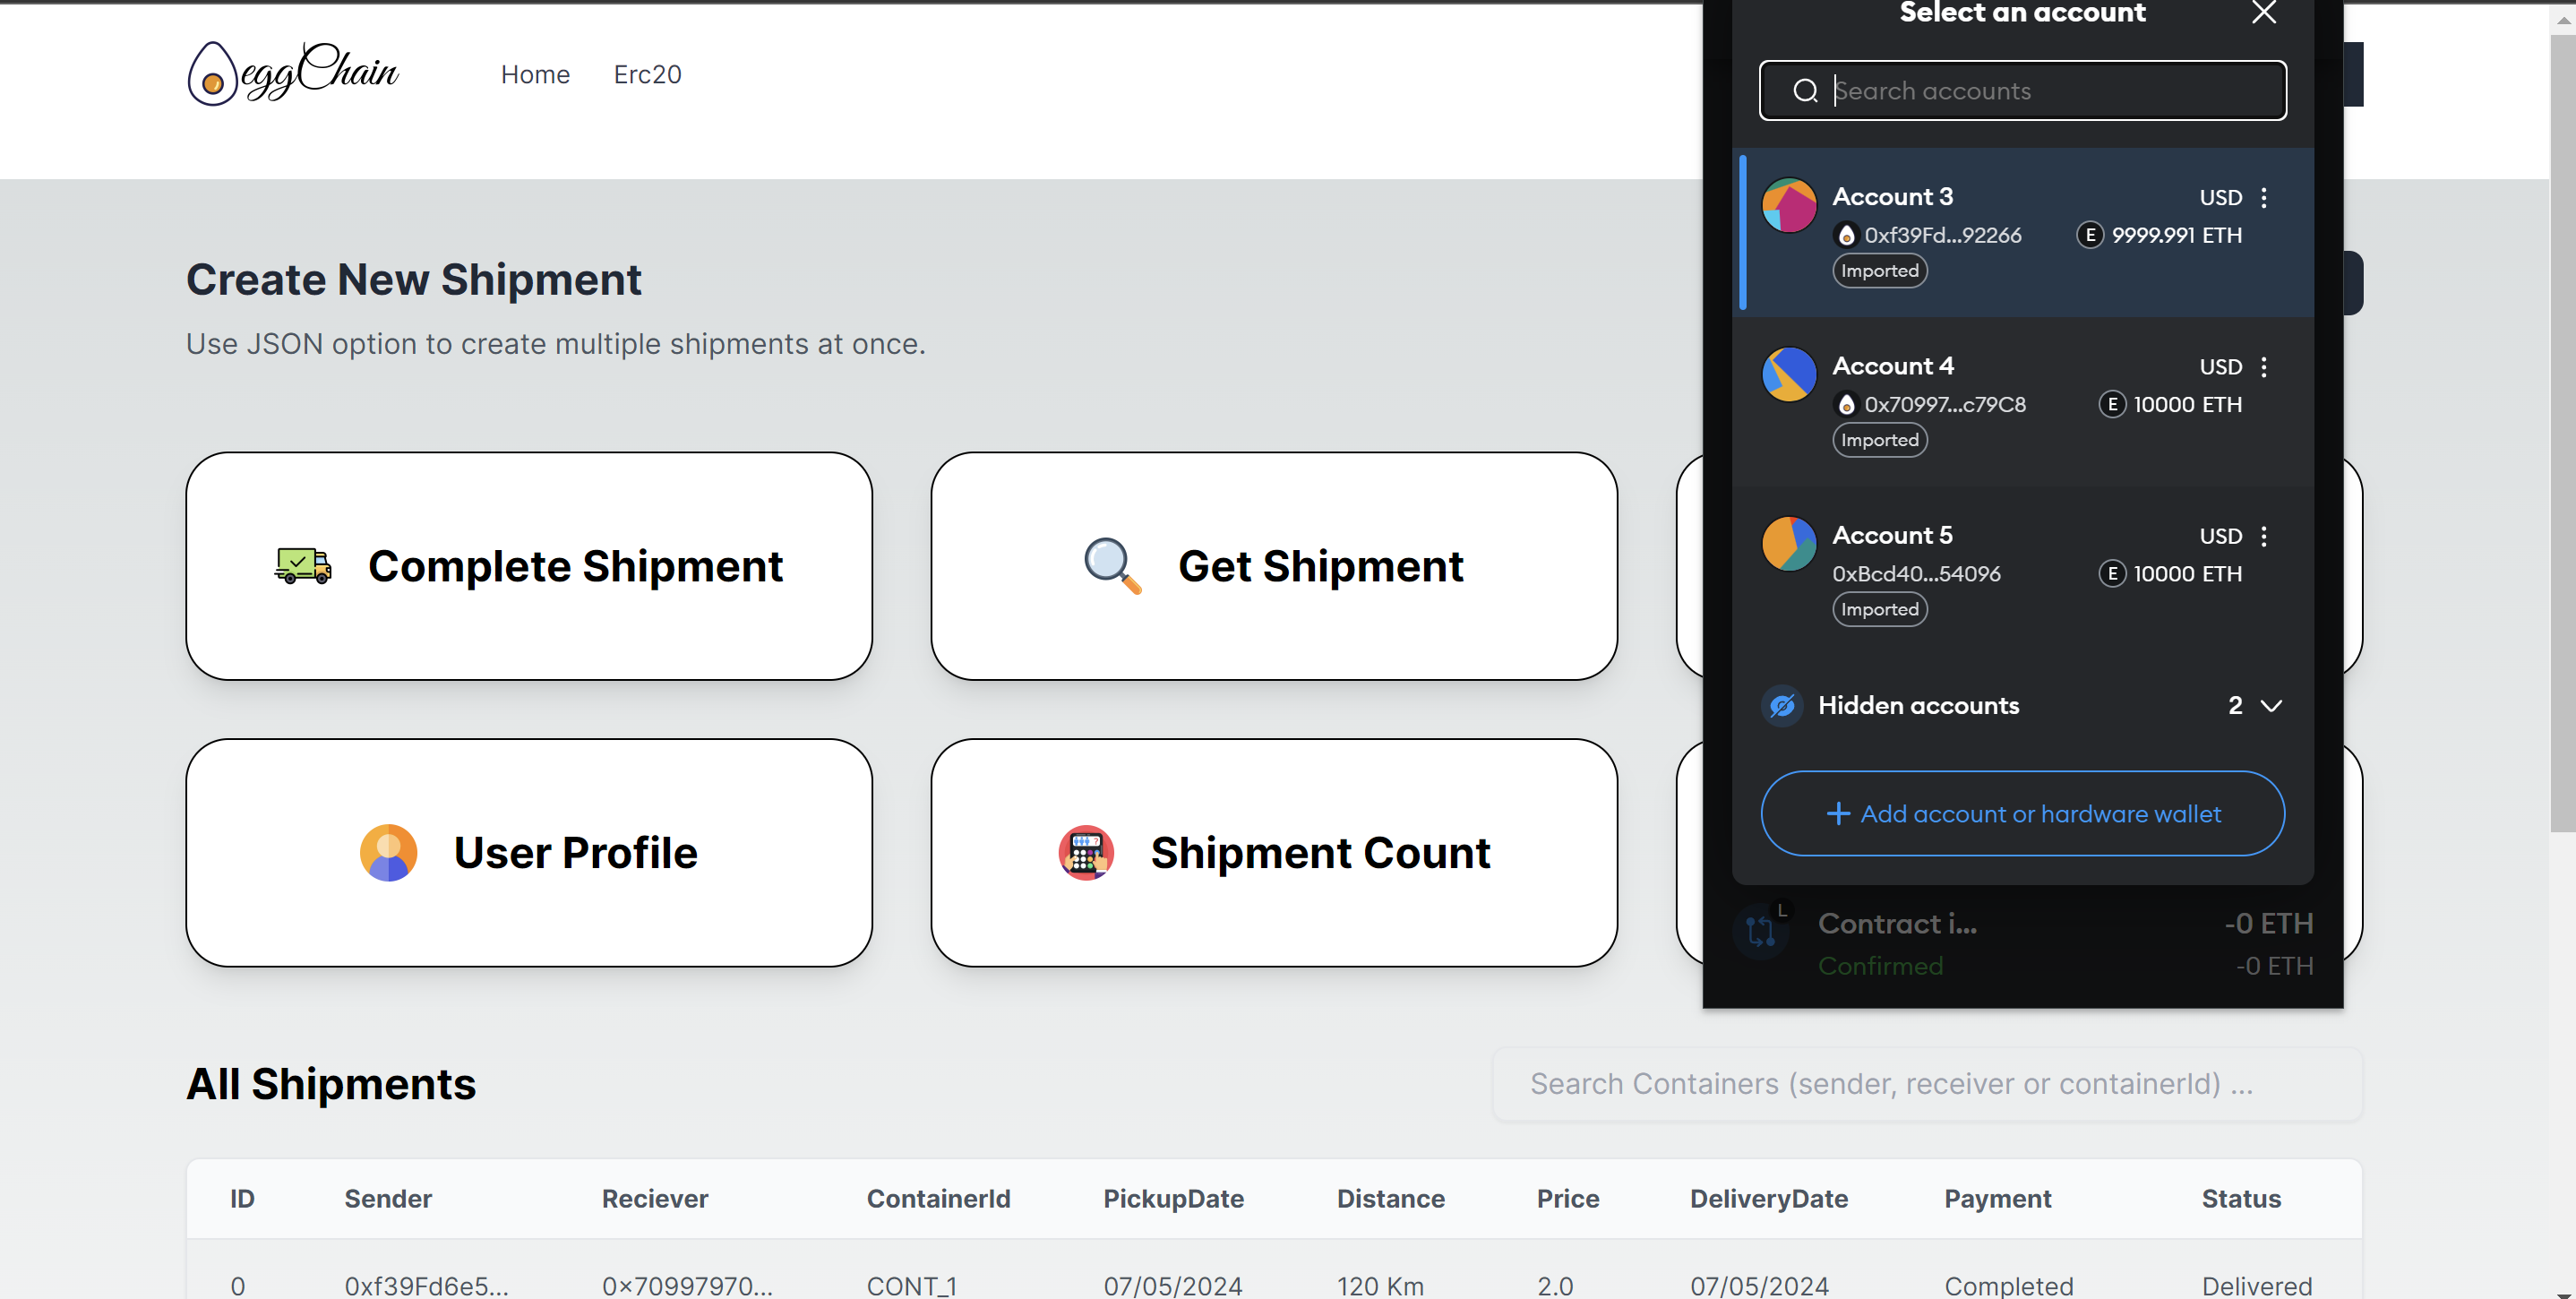 eggChain
Home
Erc20
Create New Shipment
Use JSON option to create multiple shipments at once.
Complete Shipment
Get Shipment
User Profile
Shipment Count
Select an account
Search accounts
Account 3
USD
0xf39Fd...92266
E 9999.991 ETH
Imported
Account 4
USD
0x70997...c79C8
E 10000 ETH
Imported
Account 5
USD
0xBcd40...54096
E 10000 ETH
Imported
Hidden accounts
2
+ Add account or hardware wallet
L
Contract i...
-0 ETH
Confirmed
-0 ETH
All Shipments
Search Containers (sender, receiver or containerId) ...
ID Sender Reciever ContainerId PickupDate Distance Price DeliveryDate Payment Status
0 0xf39Fd6e5... 0x70997970... CONT_1 07/05/2024 120 Km 2.0 07/05/2024 Completed Delivered